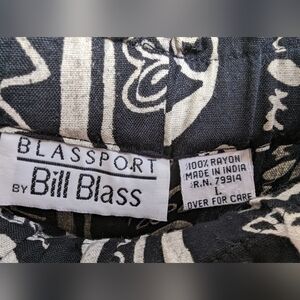 BLASSPORT
BY Bill Blass
100% RAYON
MADE IN INDIA
R.N. 79914
L
OVER FOR CARE